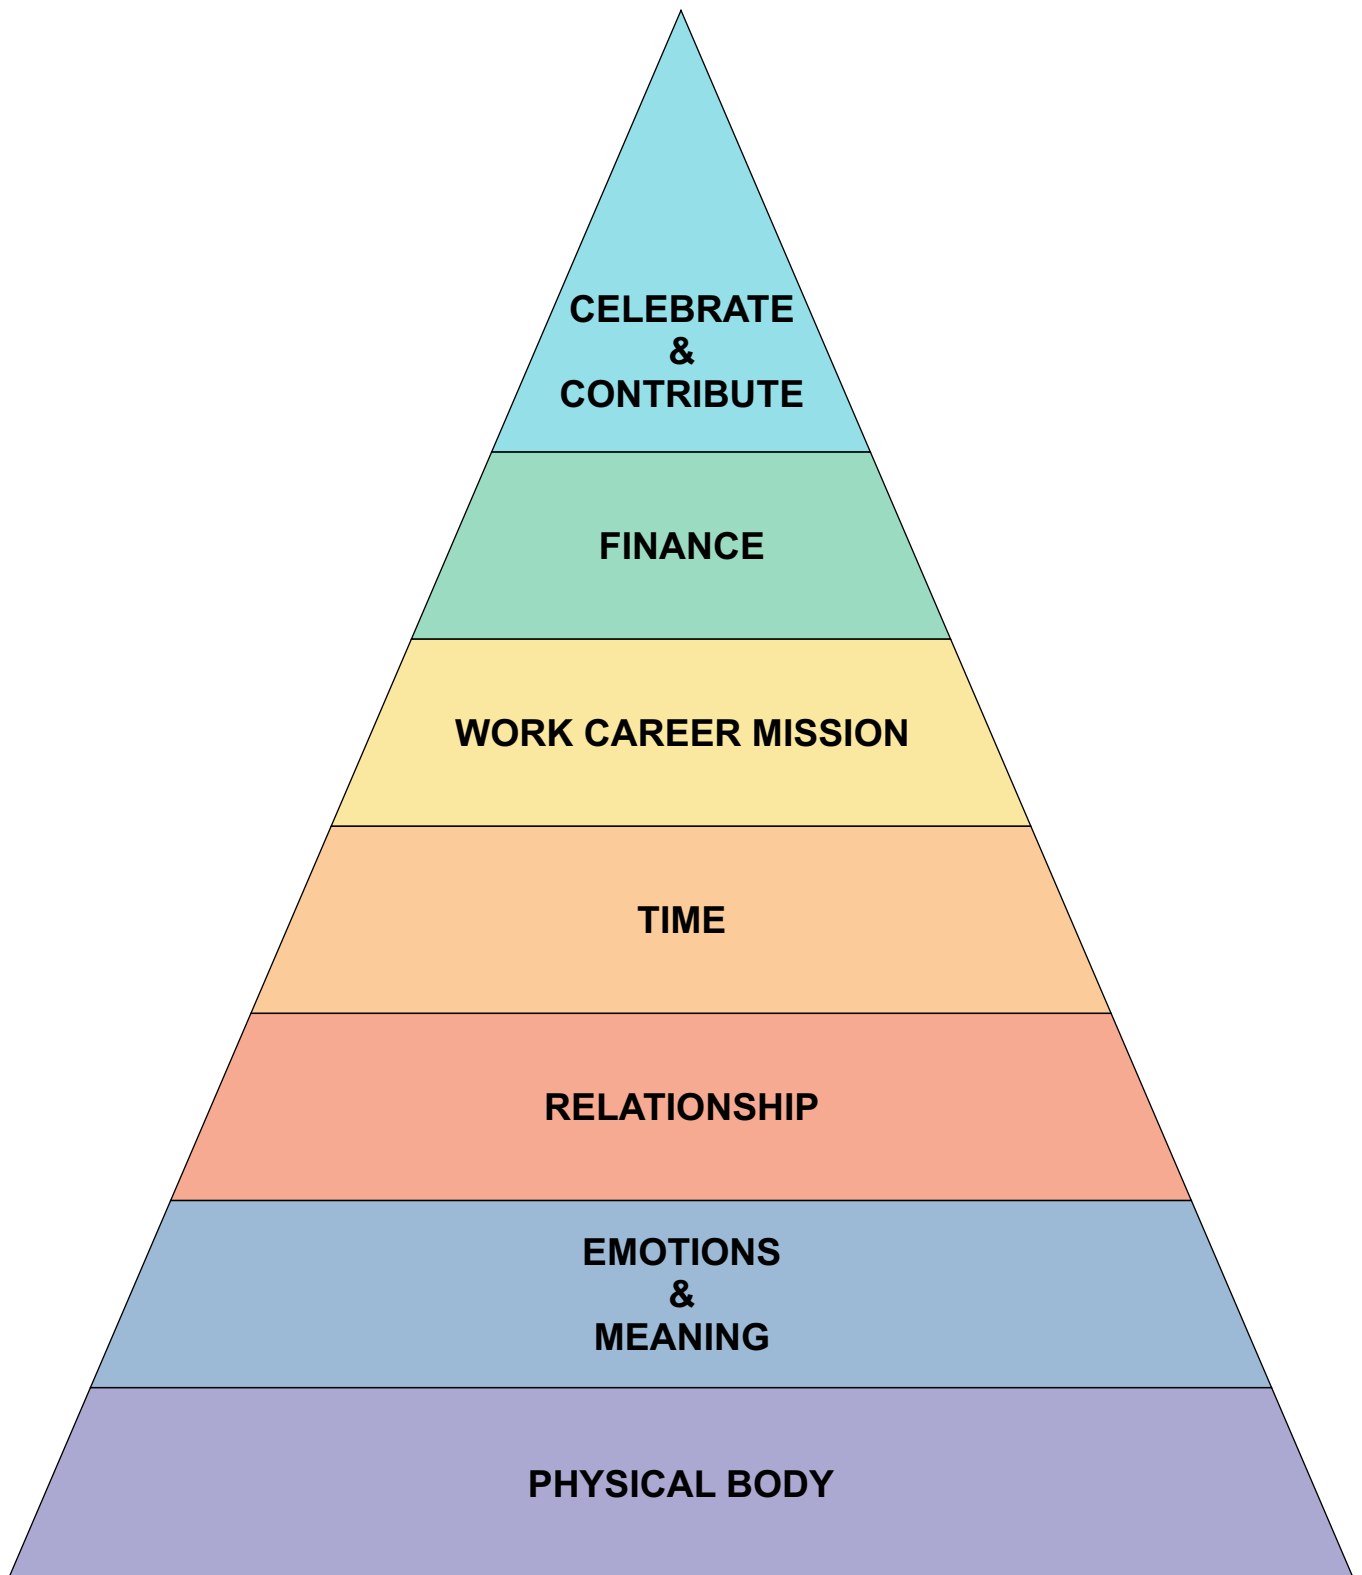 CELEBRATE
&
CONTRIBUTE
FINANCE
WORK CAREER MISSION
TIME
RELATIONSHIP
EMOTIONS
&
MEANING
PHYSICAL BODY